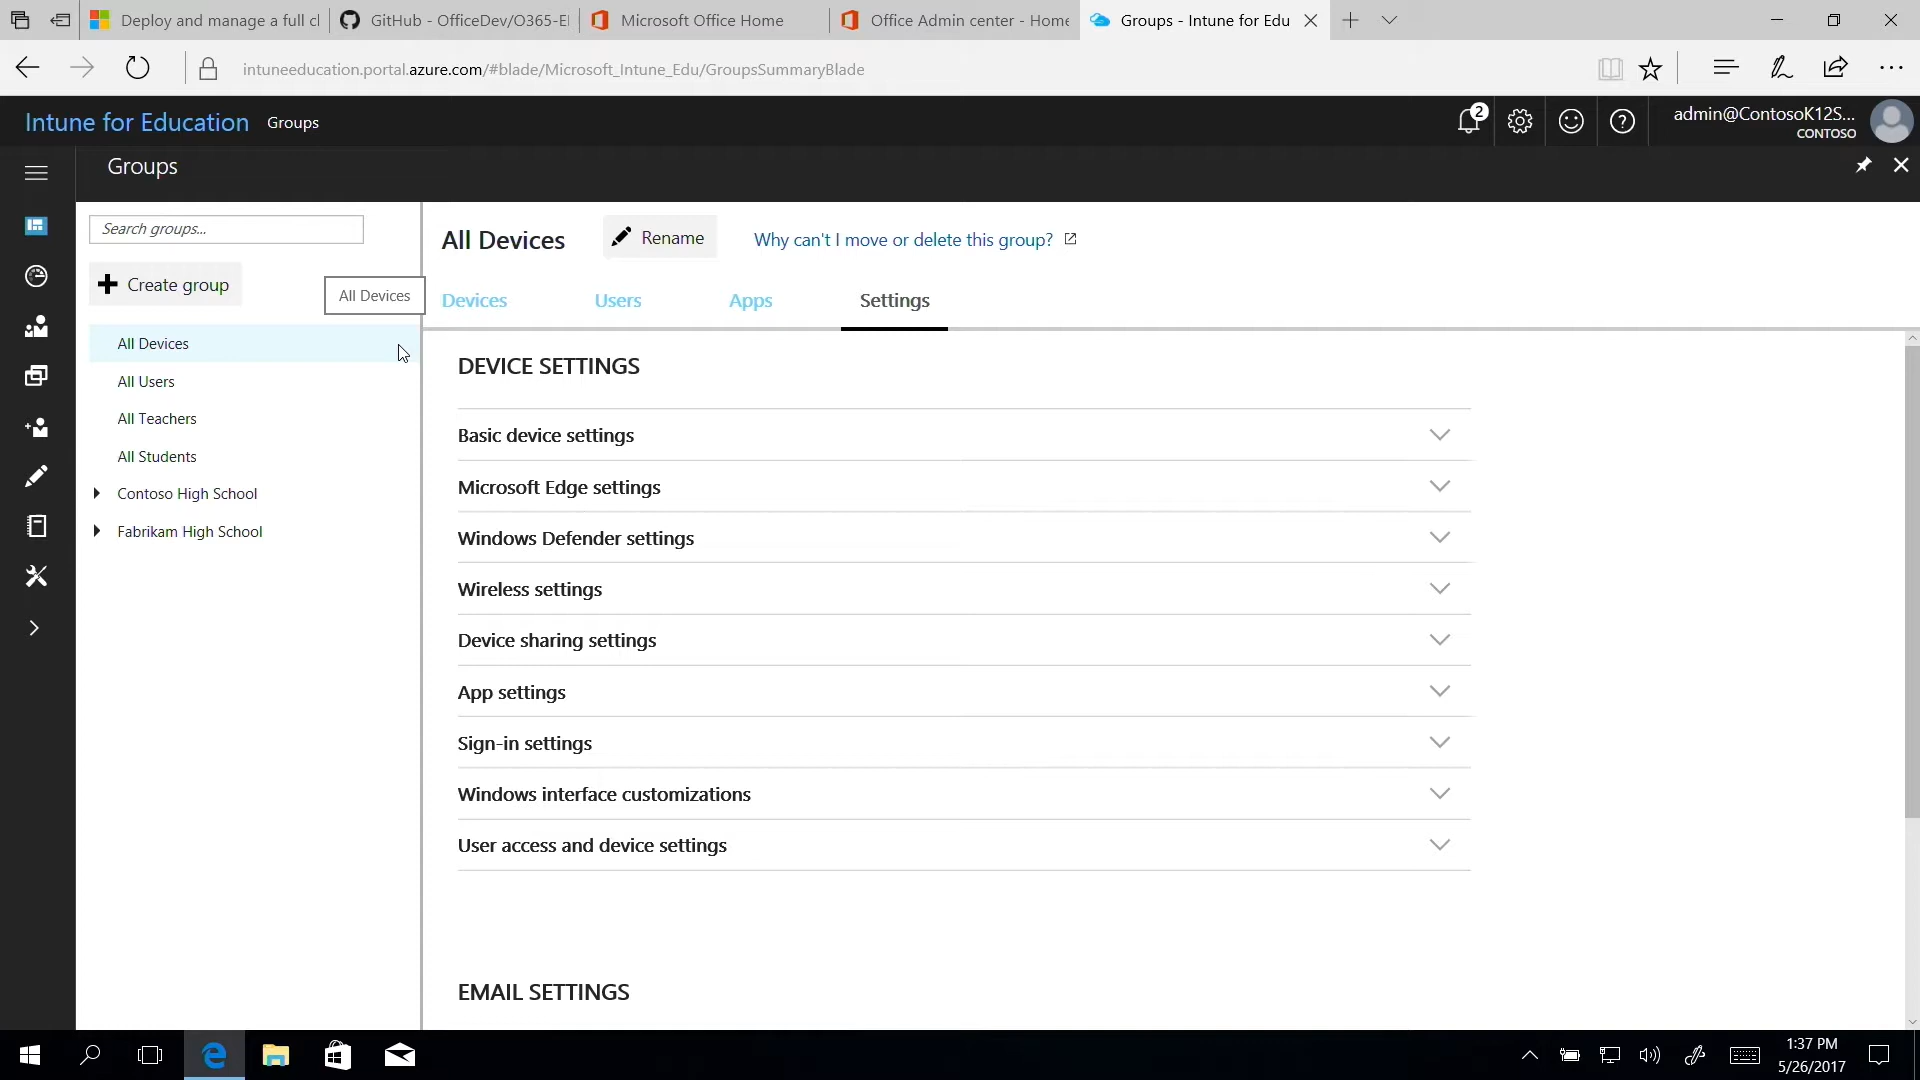 Deploy and manage a full cl
GitHub - OfficeDev/O365-E
Microsoft Office Home
Office Admin center - Home
Groups - Intune for Edu
intuneeducation.portal.azure.com/#blade/Microsoft_Intune_Edu/GroupsSummaryBlade
Intune for Education
Groups
2
admin@ContosoK12S...
CONTOSO
Groups
Search groups...
Create group
All Devices
All Devices
All Users
All Teachers
All Students
Contoso High School
Fabrikam High School
All Devices
Rename
Why can't I move or delete this group?
Devices
Users
Apps
Settings
DEVICE SETTINGS
Basic device settings
Microsoft Edge settings
Windows Defender settings
Wireless settings
Device sharing settings
App settings
Sign-in settings
Windows interface customizations
User access and device settings
EMAIL SETTINGS
1:37 PM
5/26/2017